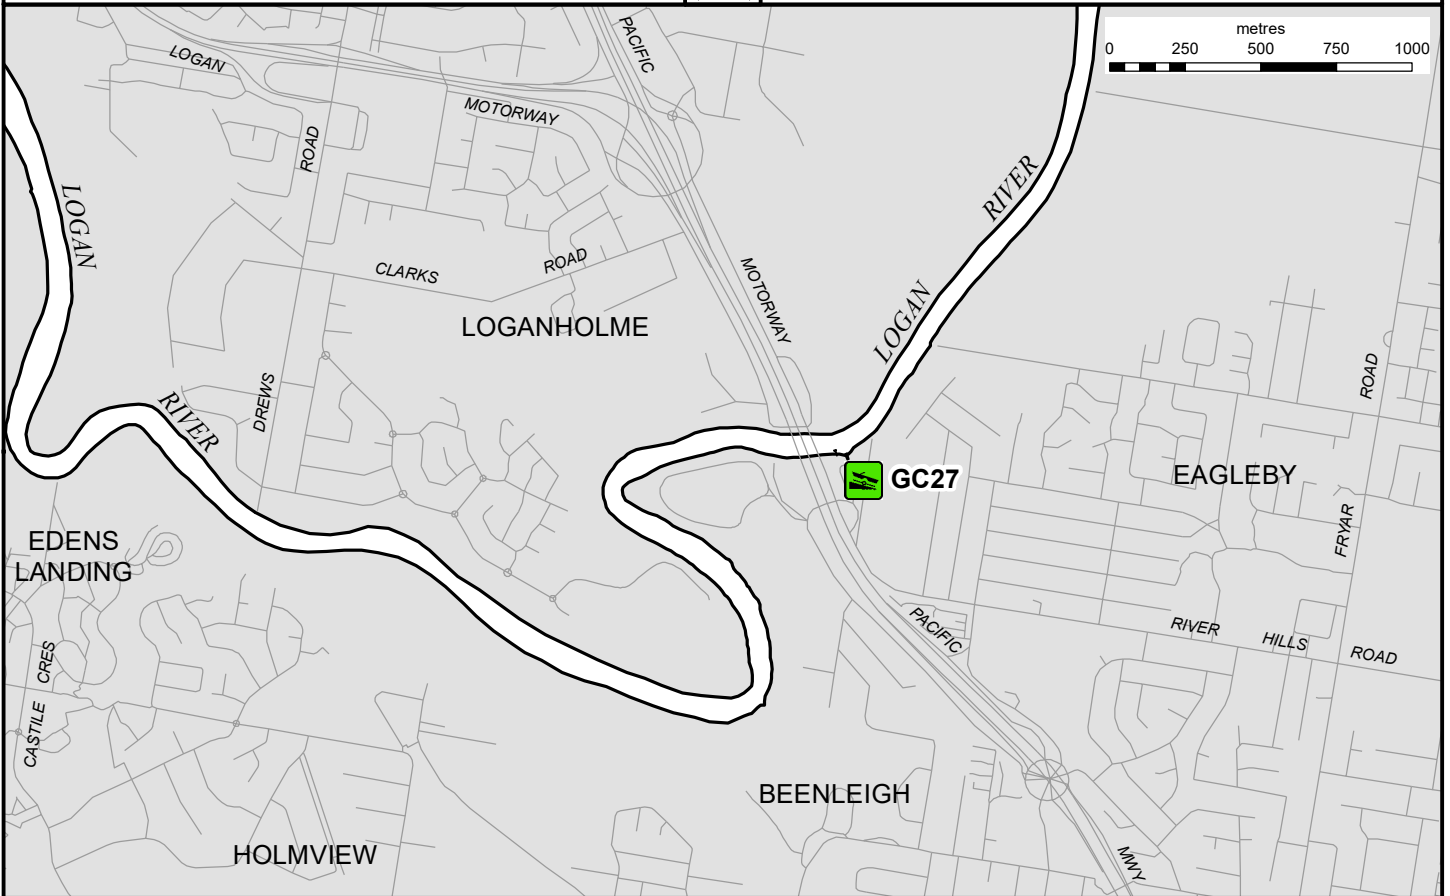 metres
0 250 500 750 1000
PACIFIC
LOGAN
MOTORWAY
ROAD
RIVER
LOGAN
ROAD
CLARKS
MOTORWAY
LOGAN
LOGANHOLME
ROAD
DREWS
RIVER
GC27
EAGLEBY
FRYAR
EDENS
LANDING
PACIFIC
RIVER HILLS ROAD
CRES
CASTILE
BEENLEIGH
HOLMVIEW
MWY